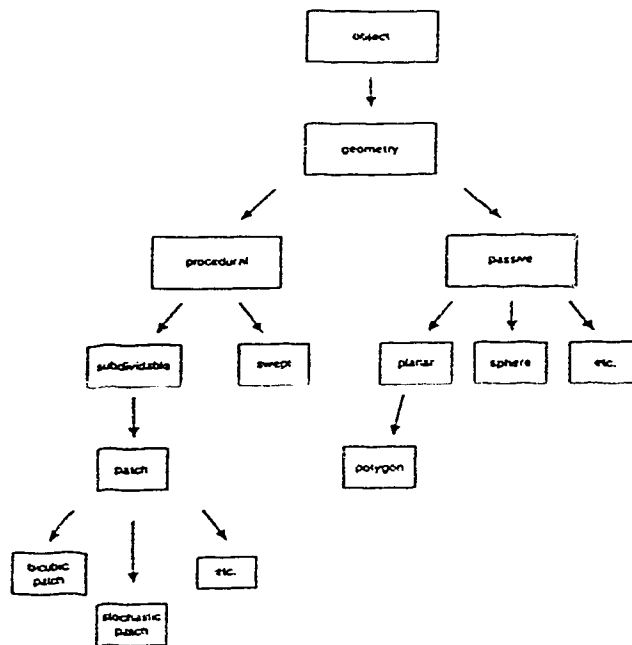 object
geometry
procedural
passive
subdividable
swept
planar
sphere
etc.
patch
polygon
bicubic
patch
etc.
stochastic
patch